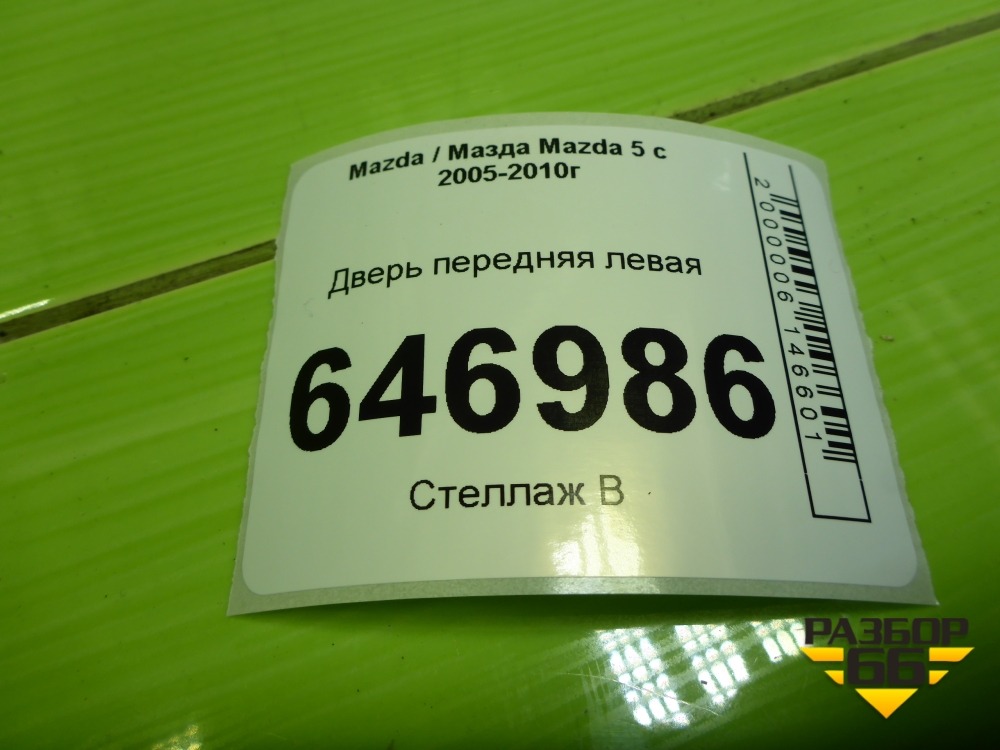 Mazda / Мазда Mazda 5 с
2005-2010г
Дверь передняя левая
646986
Стеллаж В
2000006146601
РАЗБОР
66